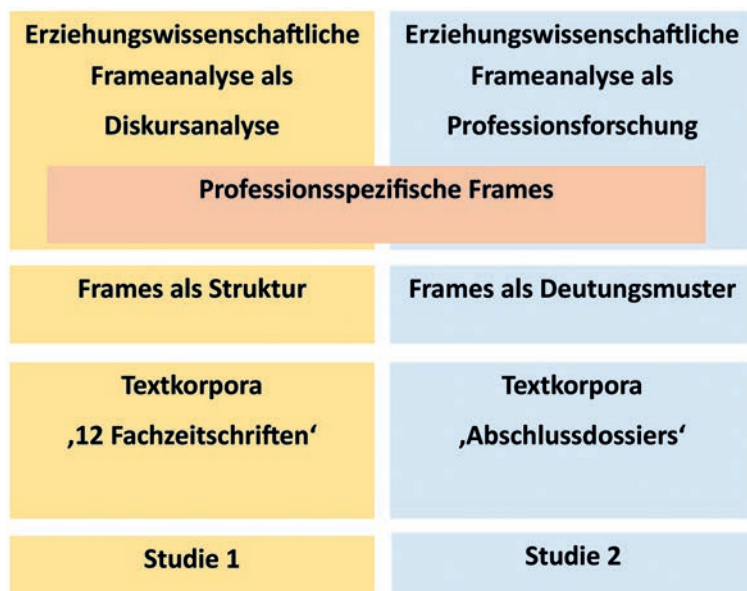 Erziehungswissenschaftliche
Frameanalyse als
Diskursanalyse
Erziehungswissenschaftliche
Frameanalyse als
Professionsforschung
Professionsspezifische Frames
Frames als Struktur
Frames als Deutungsmuster
Textkorpora
‚12 Fachzeitschriften‘
Textkorpora
‚Abschlussdossiers‘
Studie 1
Studie 2